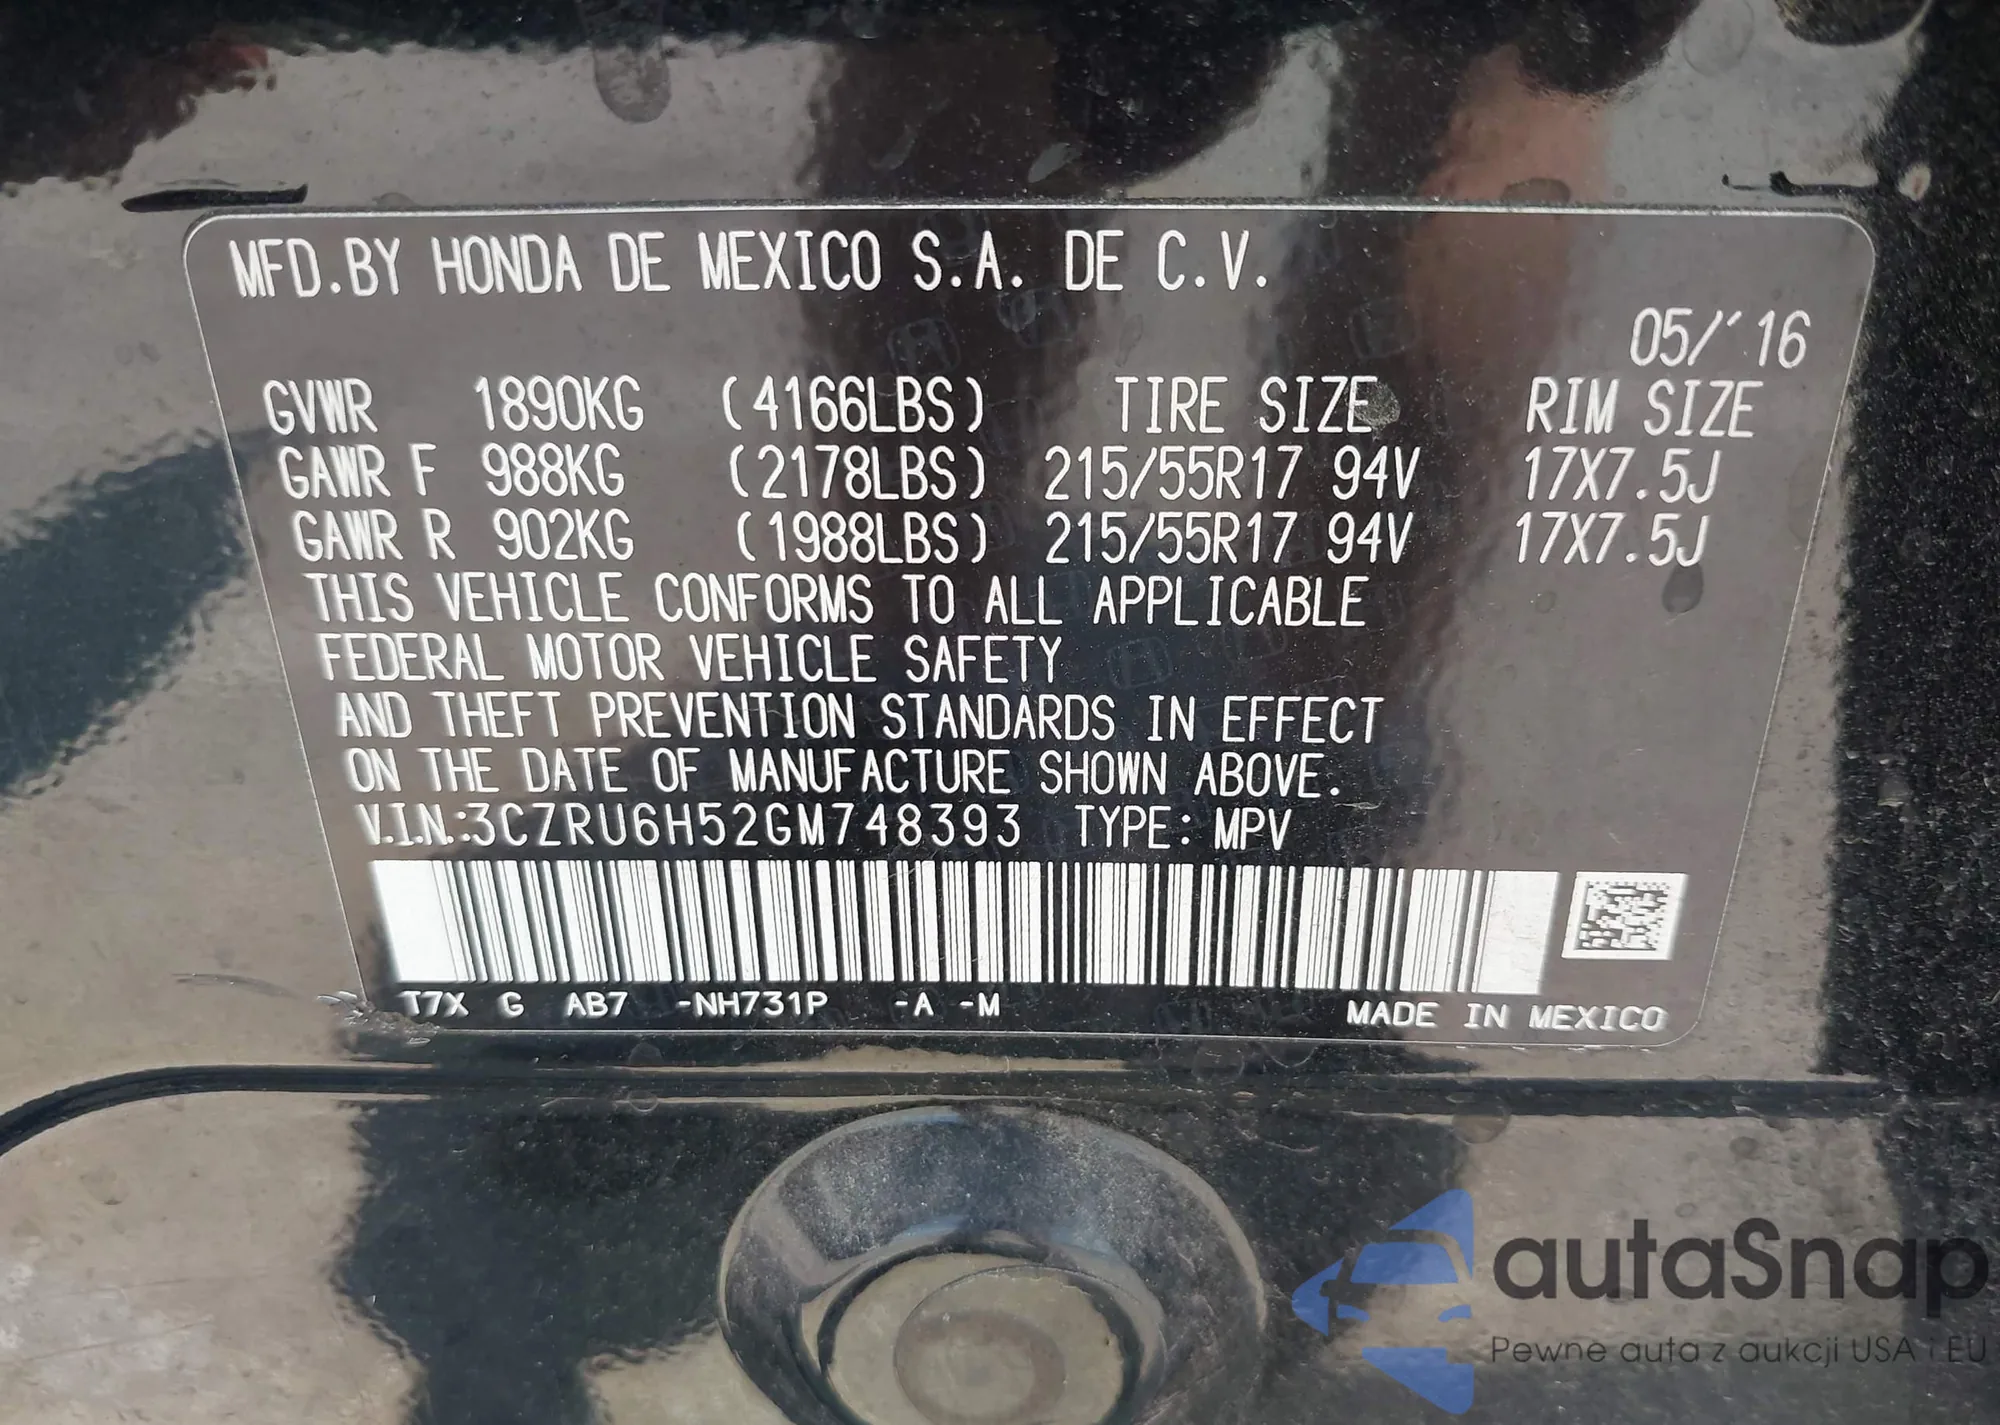 MFD.BY HONDA DE MEXICO S.A. DE C.V.
05/'16
GVWR 1890KG (4166LBS) TIRE SIZE RIM SIZE
GAWR F 988KG (2178LBS) 215/55R17 94V 17X7.5J
GAWR R 902KG (1988LBS) 215/55R17 94V 17X7.5J
THIS VEHICLE CONFORMS TO ALL APPLICABLE
FEDERAL MOTOR VEHICLE SAFETY
AND THEFT PREVENTION STANDARDS IN EFFECT
ON THE DATE OF MANUFACTURE SHOWN ABOVE.
V.I.N.:3CZRU6H52GM748393 TYPE: MPV
T7X G AB7 -NH731P -A -M MADE IN MEXICO
autaSnap
Pewne auta z aukcji USA i EU